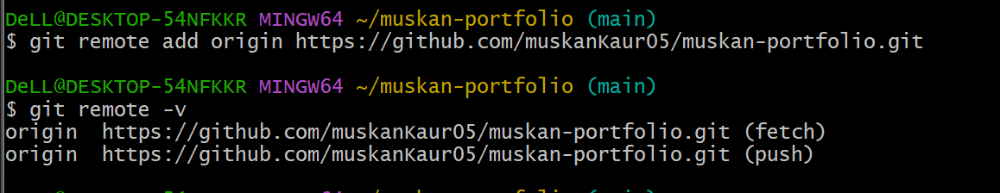 DeLL@DESKTOP-54NFKKR MINGW64 ~/muskan-portfolio (main)
$ git remote add origin https://github.com/muskanKaur05/muskan-portfolio.git
DeLL@DESKTOP-54NFKKR MINGW64 ~/muskan-portfolio (main)
$ git remote -v
origin  https://github.com/muskanKaur05/muskan-portfolio.git (fetch)
origin  https://github.com/muskanKaur05/muskan-portfolio.git (push)